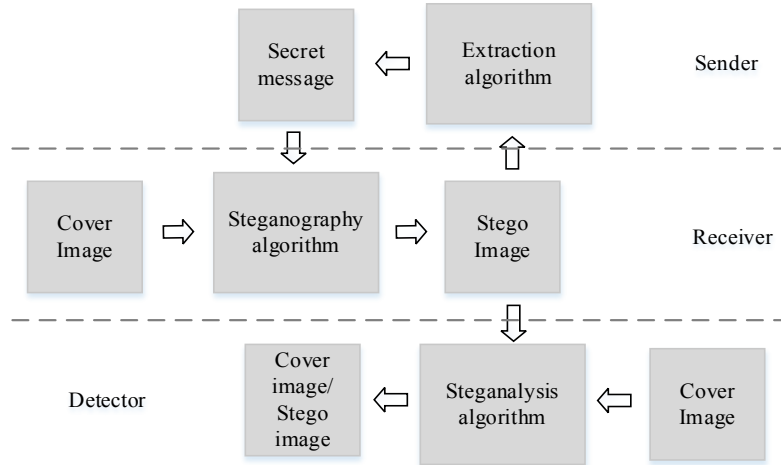 Secret
message
Extraction
algorithm
Sender
Cover
Image
Steganography
algorithm
Stego
Image
Receiver
Detector
Cover
image/
Stego
image
Steganalysis
algorithm
Cover
Image